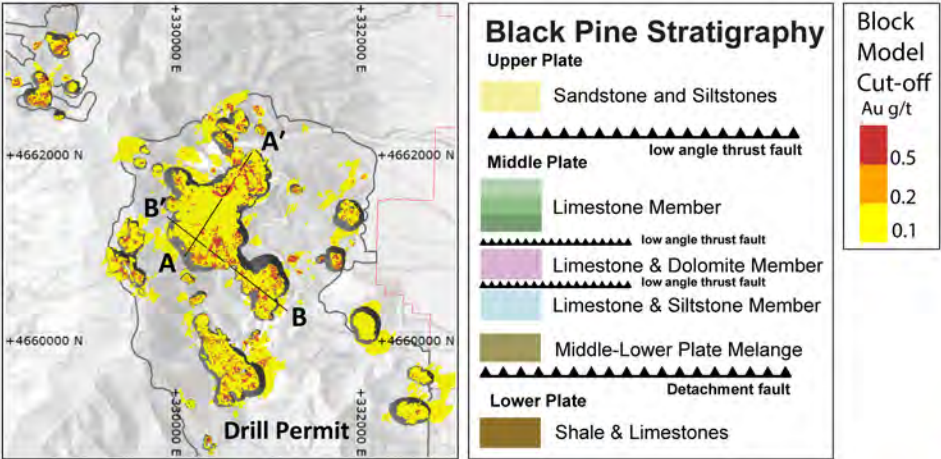 +330000 E
+332000 E
+4662000 N
+4662000 N
A'
B'
A
B
+4660000 N
+4660000 N
+330000 E
+332000 E
Drill Permit
Black Pine Stratigraphy
Upper Plate
Sandstone and Siltstones
low angle thrust fault
Middle Plate
Limestone Member
low angle thrust fault
Limestone & Dolomite Member
low angle thrust fault
Limestone & Siltstone Member
Middle-Lower Plate Melange
Detachment fault
Lower Plate
Shale & Limestones
Block
Model
Cut-off
Au g/t
0.5
0.2
0.1